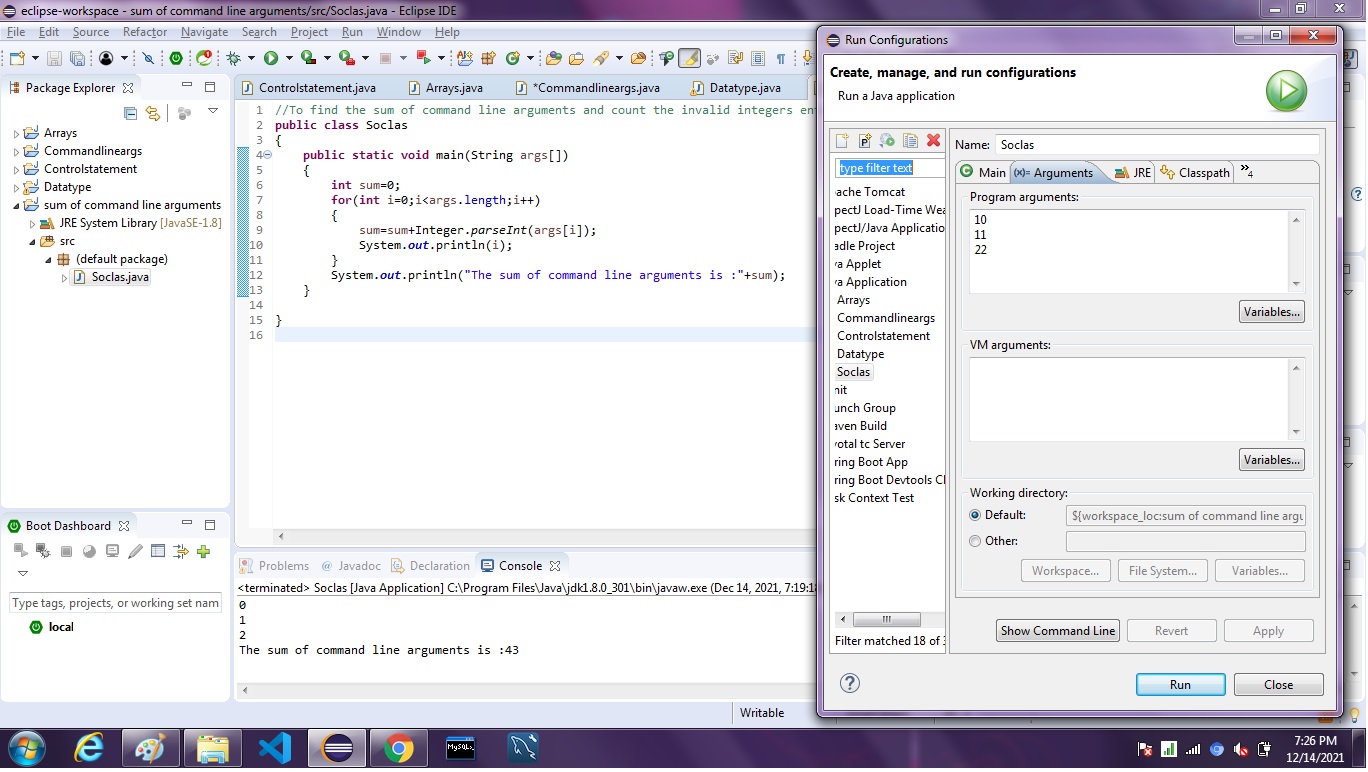 eclipse-workspace - sum of command line arguments/src/Soclas.java - Eclipse IDE
File Edit Source Refactor Navigate Search Project Run Window Help
Package Explorer
Arrays
Commandlineargs
Controlstatement
Datatype
sum of command line arguments
JRE System Library [JavaSE-1.8]
src
(default package)
Soclas.java
Boot Dashboard
Type tags, projects, or working set nam
local
Controlstatement.java Arrays.java *Commandlineargs.java Datatype.java
1 //To find the sum of command line arguments and count the invalid integers en
2 public class Soclas
3 {
4 public static void main(String args[])
5 {
6 int sum=0;
7 for(int i=0;i<args.length;i++)
8 {
9 sum=sum+Integer.parseInt(args[i]);
10 System.out.println(i);
11 }
12 System.out.println("The sum of command line arguments is :"+sum);
13 }
14
15 }
16
Problems @ Javadoc Declaration Console
<terminated> Soclas [Java Application] C:\Program Files\Java\jdk1.8.0_301\bin\javaw.exe (Dec 14, 2021, 7:19:18
0
1
2
The sum of command line arguments is :43
Writable
Run Configurations
Create, manage, and run configurations
Run a Java application
type filter text
ache Tomcat
pectJ Load-Time Wea
pectJ/Java Applicatio
adle Project
va Applet
va Application
Arrays
Commandlineargs
Controlstatement
Datatype
Soclas
nit
unch Group
aven Build
votal tc Server
ring Boot App
ring Boot Devtools Cl
sk Context Test
Filter matched 18 of 3
Name: Soclas
Main (x)= Arguments JRE Classpath »4
Program arguments:
10
11
22
Variables...
VM arguments:
Variables...
Working directory:
Default: ${workspace_loc:sum of command line argu
Other:
Workspace... File System... Variables...
Show Command Line Revert Apply
Run Close
MySQL
7:26 PM
12/14/2021